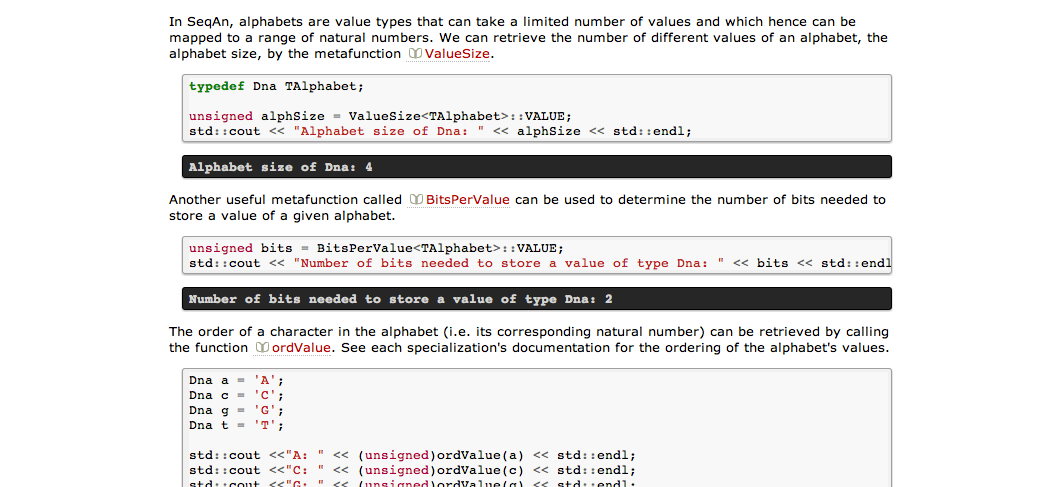 In SeqAn, alphabets are value types that can take a limited number of values and which hence can be
mapped to a range of natural numbers. We can retrieve the number of different values of an alphabet, the
alphabet size, by the metafunction ValueSize.
typedef Dna TAlphabet;
unsigned alphSize = ValueSize<TAlphabet>::VALUE;
std::cout << "Alphabet size of Dna: " << alphSize << std::endl;
Alphabet size of Dna: 4
Another useful metafunction called BitsPerValue can be used to determine the number of bits needed to
store a value of a given alphabet.
unsigned bits = BitsPerValue<TAlphabet>::VALUE;
std::cout << "Number of bits needed to store a value of type Dna: " << bits << std::endl
Number of bits needed to store a value of type Dna: 2
The order of a character in the alphabet (i.e. its corresponding natural number) can be retrieved by calling
the function ordValue. See each specialization's documentation for the ordering of the alphabet's values.
Dna a = 'A';
Dna c = 'C';
Dna g = 'G';
Dna t = 'T';
std::cout <<"A: " << (unsigned)ordValue(a) << std::endl;
std::cout <<"C: " << (unsigned)ordValue(c) << std::endl;
std::cout <<"G: " << (unsigned)ordValue(g) << std::endl;